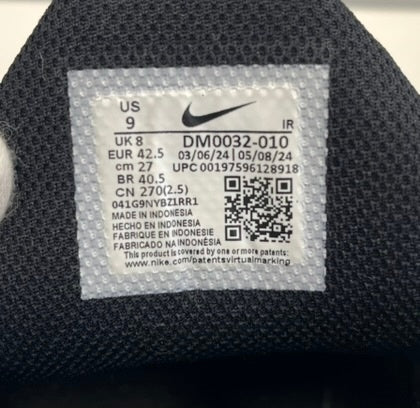 US
9
IR
UK 8 DM0032-010
EUR 42.5 03/06/24 | 05/08/24
cm 27 UPC 00197596128918
BR 40.5
CN 270(2.5)
041G9NYBZ1RR1
MADE IN INDONESIA
HECHO EN INDONESIA
FABRIQUE EN INDONESIE
FABRICADO NA INDONÉSIA
This product is covered by one or more patents:
www.nike.com/patentsvirtualmarking